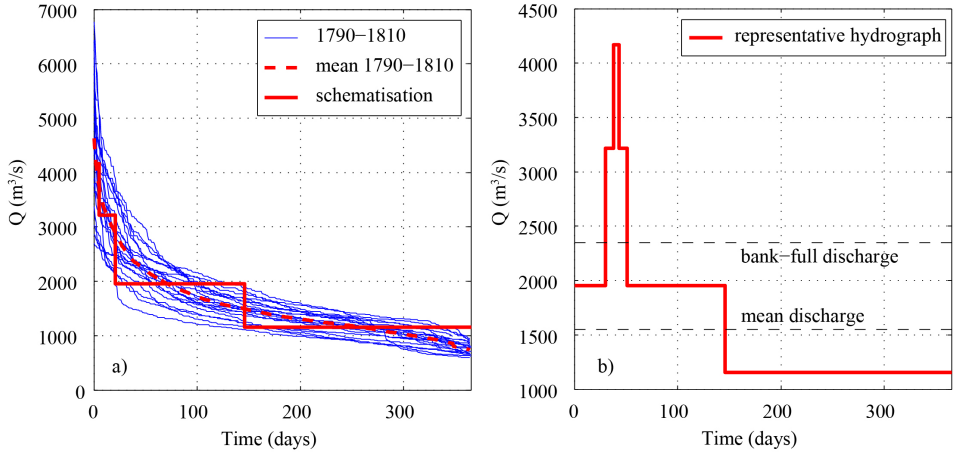 7000
6000
5000
4000
3000
2000
1000
0
Q (m³/s)
1790−1810
mean 1790−1810
schematisation
a)
0
100
200
300
Time (days)
4500
4000
3500
3000
2500
2000
1500
1000
Q (m³/s)
representative hydrograph
bank−full discharge
mean discharge
b)
0
100
200
300
Time (days)